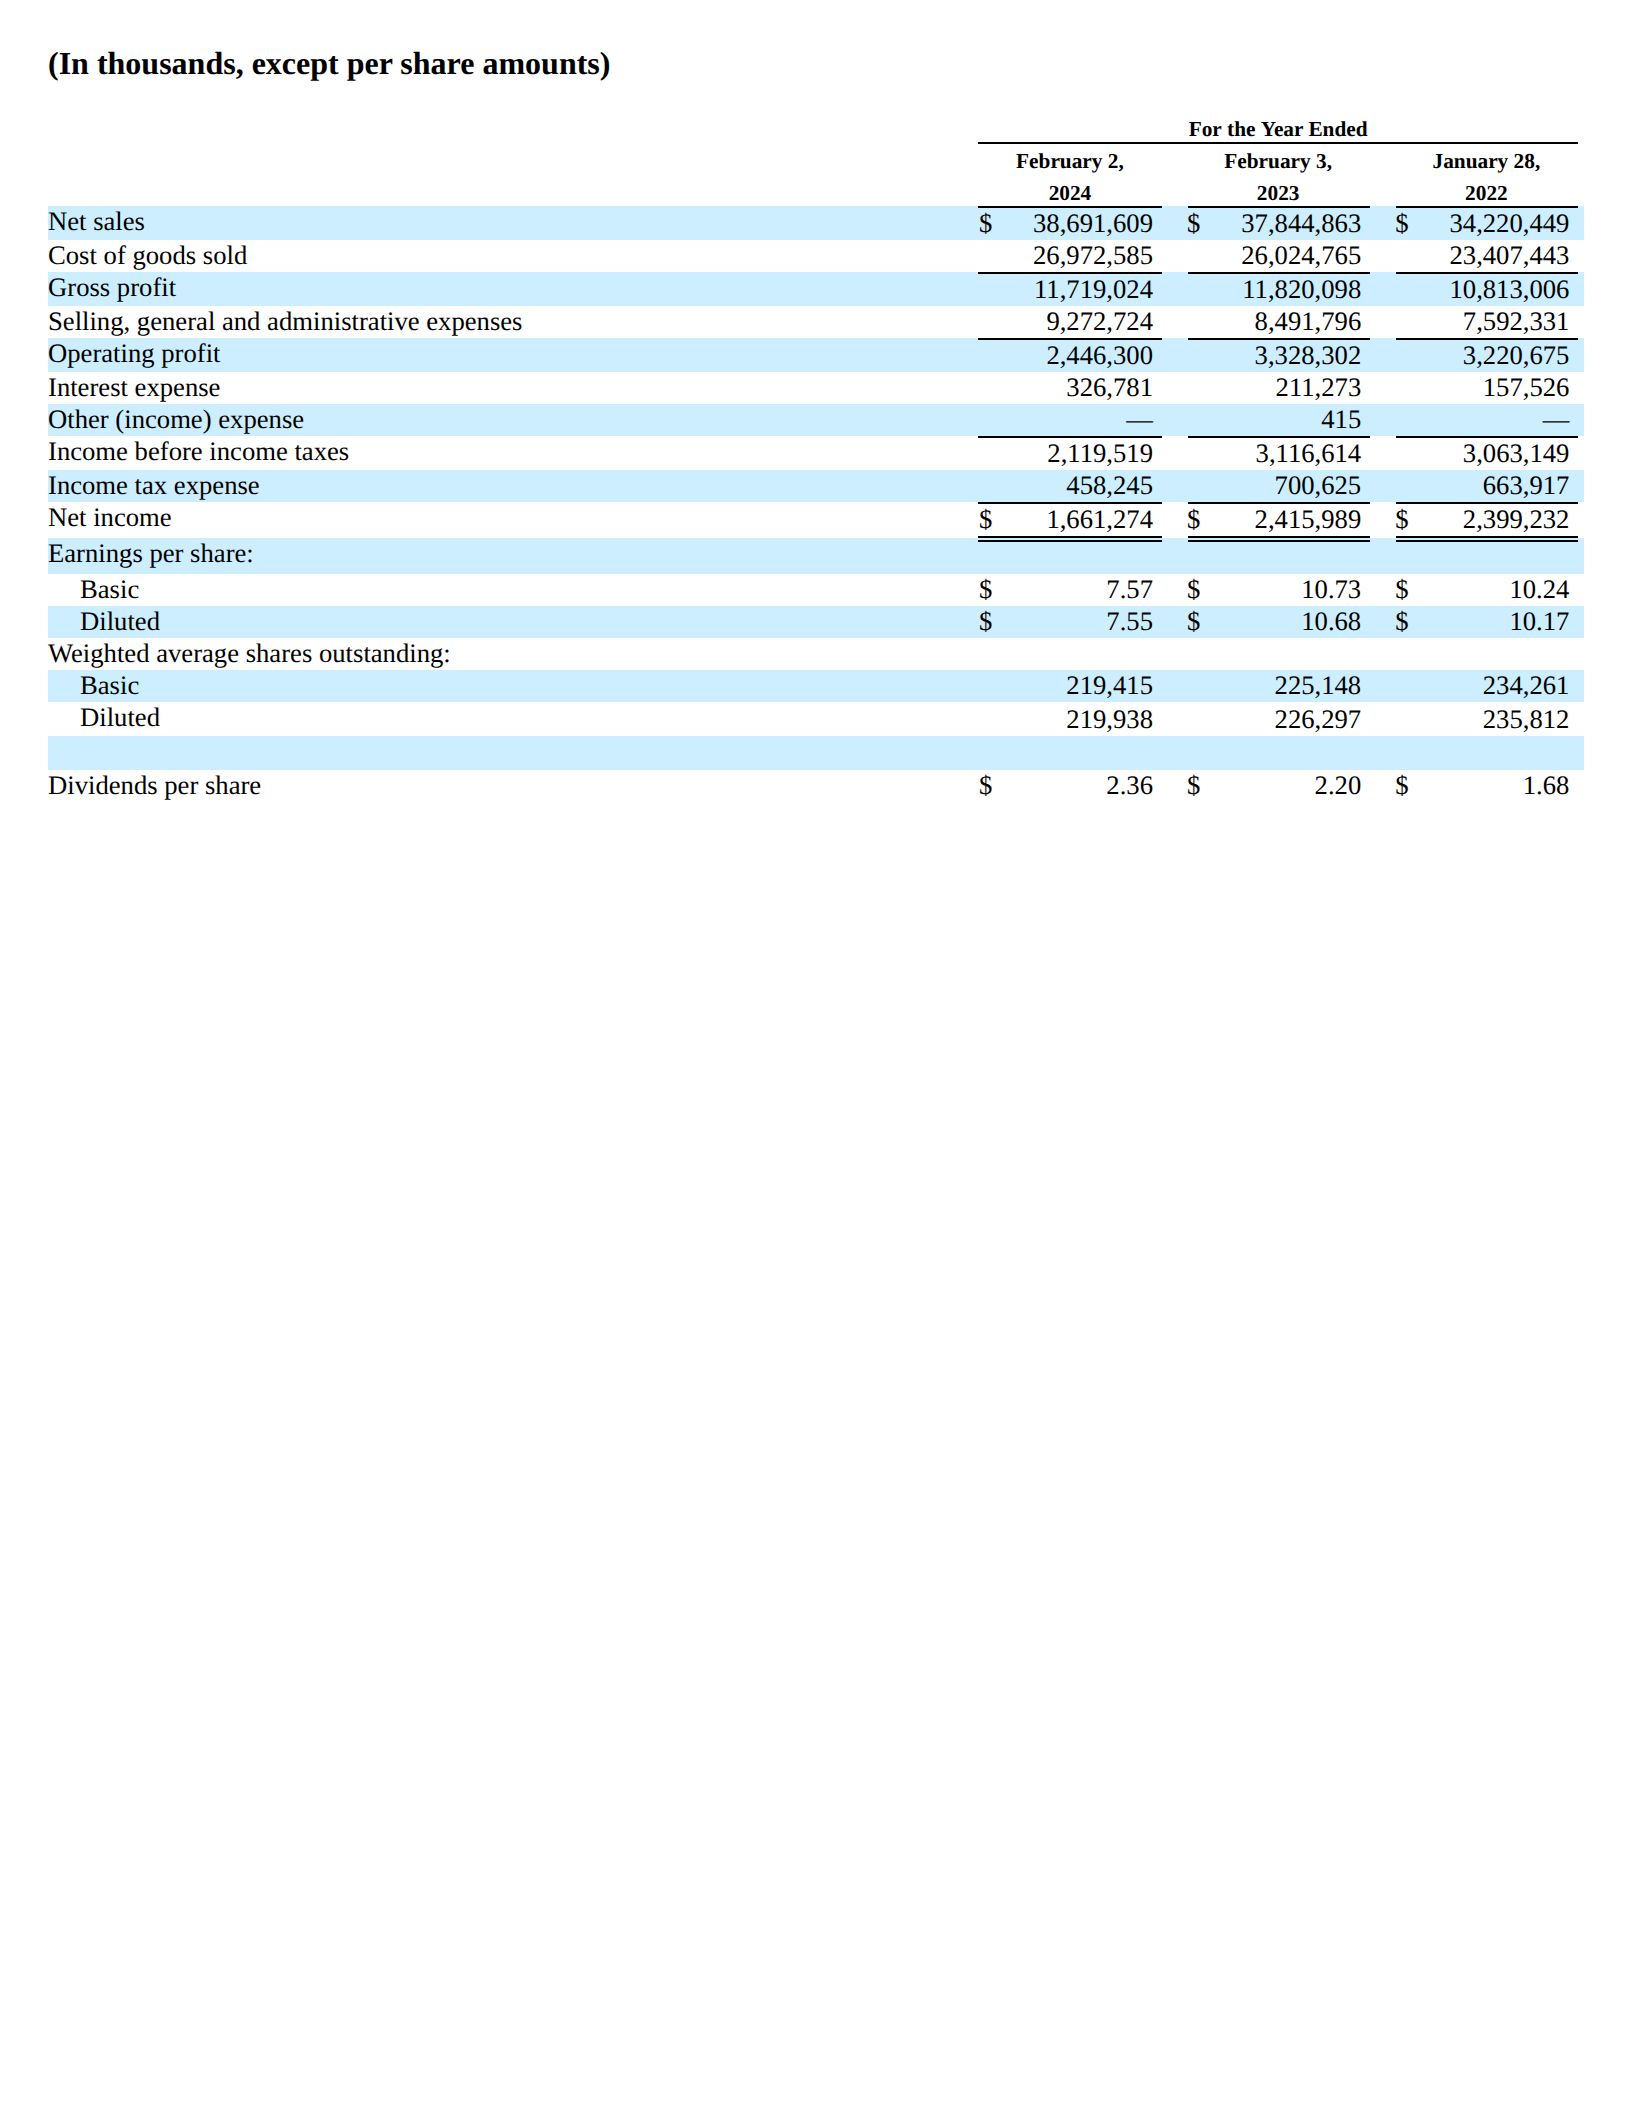 (In thousands, except per share amounts)
For the Year Ended
February 2, February 3, January 28,
2024 2023 2022
Net sales $ 38,691,609 $ 37,844,863 $ 34,220,449
Cost of goods sold 26,972,585 26,024,765 23,407,443
Gross profit 11,719,024 11,820,098 10,813,006
Selling, general and administrative expenses 9,272,724 8,491,796 7,592,331
Operating profit 2,446,300 3,328,302 3,220,675
Interest expense 326,781 211,273 157,526
Other (income) expense — 415 —
Income before income taxes 2,119,519 3,116,614 3,063,149
Income tax expense 458,245 700,625 663,917
Net income $ 1,661,274 $ 2,415,989 $ 2,399,232
Earnings per share:
Basic $ 7.57 $ 10.73 $ 10.24
Diluted $ 7.55 $ 10.68 $ 10.17
Weighted average shares outstanding:
Basic 219,415 225,148 234,261
Diluted 219,938 226,297 235,812
Dividends per share $ 2.36 $ 2.20 $ 1.68